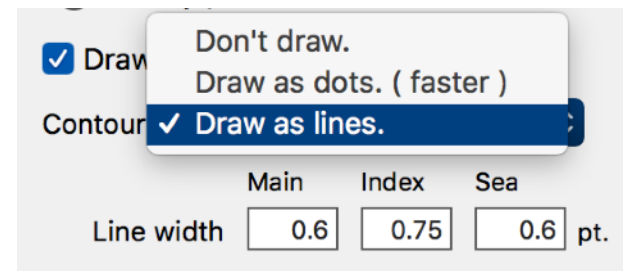 Don't draw.
Draw
Draw as dots. ( faster )
Contour ✓ Draw as lines.
Main Index Sea
Line width 0.6 0.75 0.6 pt.